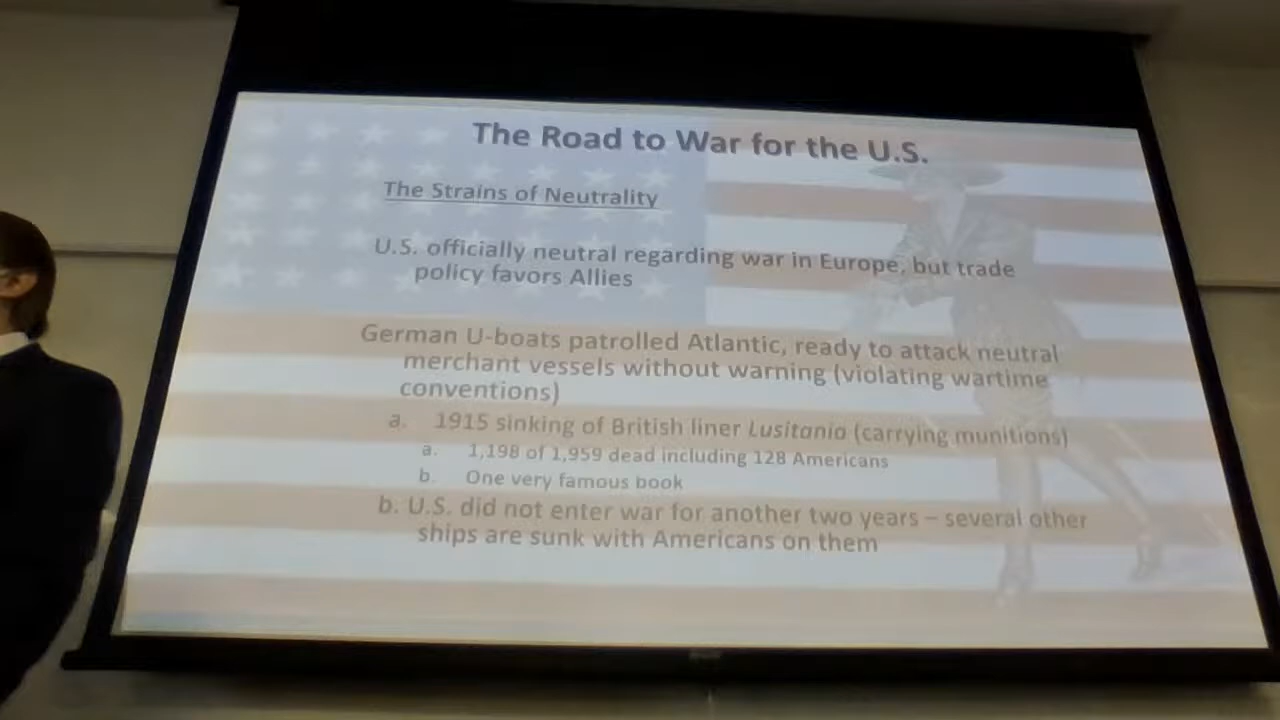 The Road to War for the U.S.
The Strains of Neutrality
U.S. officially neutral regarding war in Europe, but trade
policy favors Allies
German U-boats patrolled Atlantic, ready to attack neutral
merchant vessels without warning (violating wartime
conventions)
a. 1915 sinking of British liner Lusitania (carrying munitions)
a. 1,198 of 1,959 dead including 128 Americans
b. One very famous book
b. U.S. did not enter war for another two years – several other
ships are sunk with Americans on them